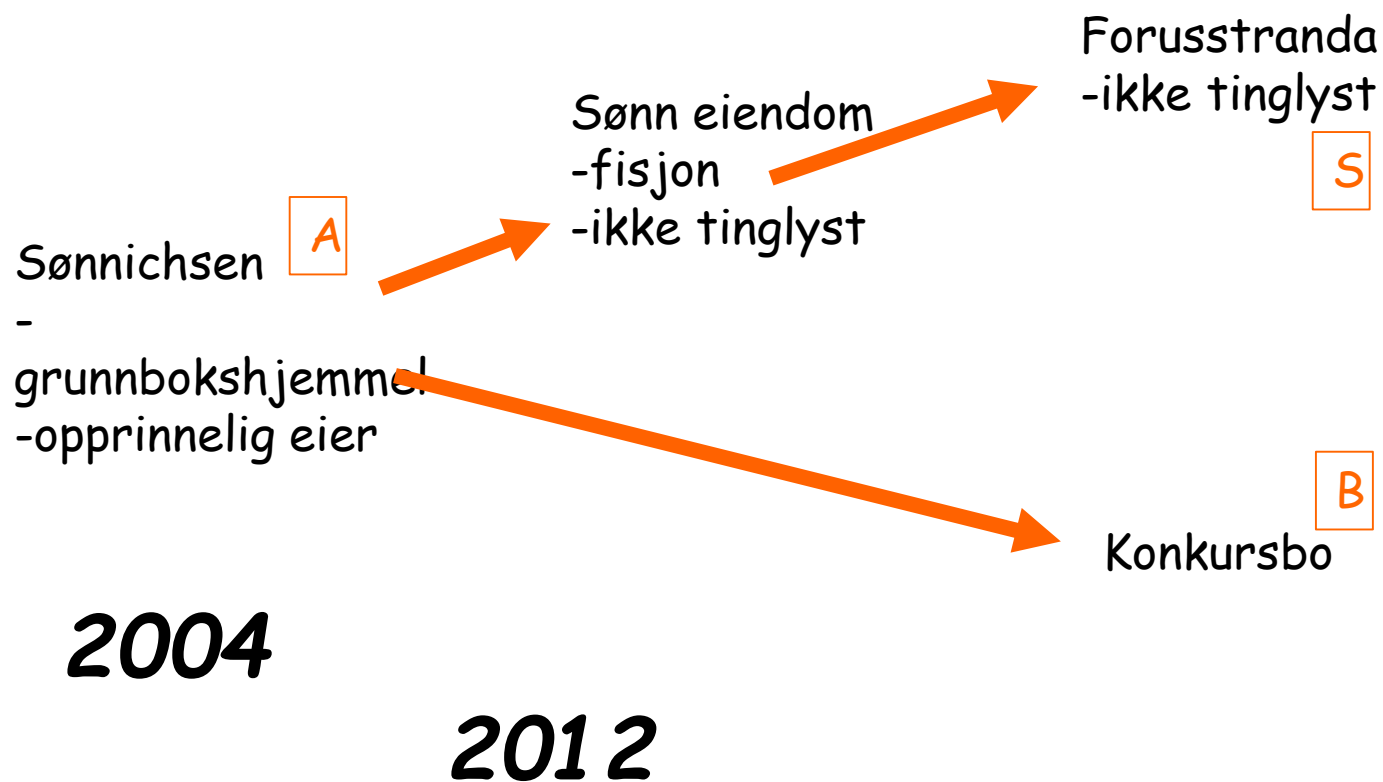 Sønnichsen
-
grunnbokshjemmel
-opprinnelig eier
A
Sønn eiendom
-fisjon
-ikke tinglyst
Forusstranda
-ikke tinglyst
S
B
Konkursbo
2004
2012